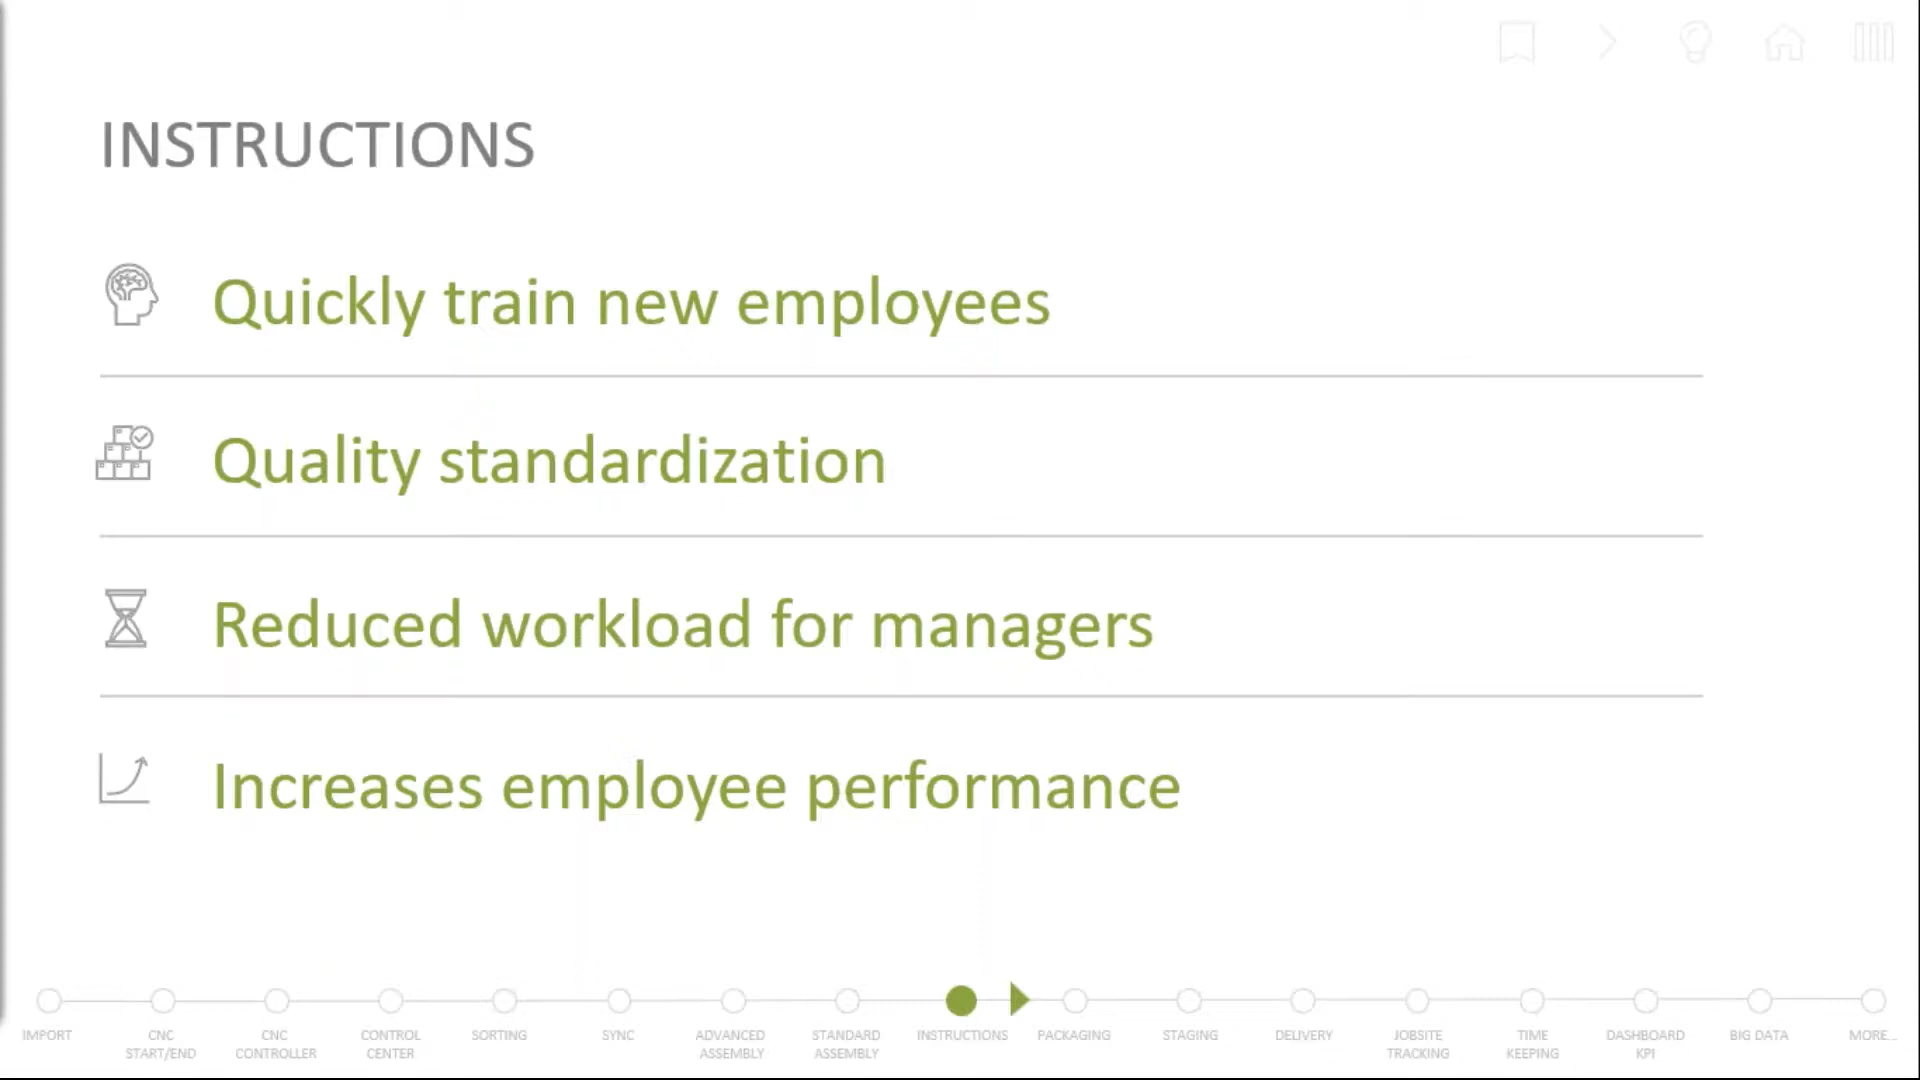 INSTRUCTIONS
Quickly train new employees
Quality standardization
Reduced workload for managers
Increases employee performance
IMPORT
CNC
START/END
CNC
CONTROLLER
CONTROL
CENTER
SORTING
SYNC
ADVANCED
ASSEMBLY
STANDARD
ASSEMBLY
INSTRUCTIONS
PACKAGING
STAGING
DELIVERY
JOBSITE
TRACKING
TIME
KEEPING
DASHBOARD
KPI
BIG DATA
MORE...